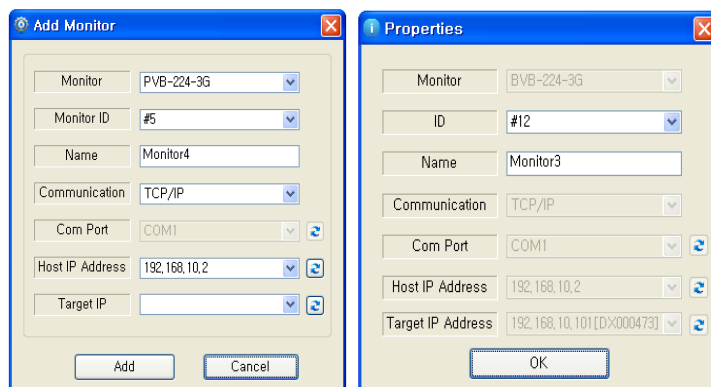 Add Monitor
Monitor PVB-224-3G
Monitor ID #5
Name Monitor4
Communication TCP/IP
Com Port COM1
Host IP Address 192,168,10,2
Target IP
Add Cancel
Properties
Monitor BVB-224-3G
ID #12
Name Monitor3
Communication TCP/IP
Com Port COM1
Host IP Address 192,168,10,2
Target IP Address 192,168,10,101[DX000473]
OK